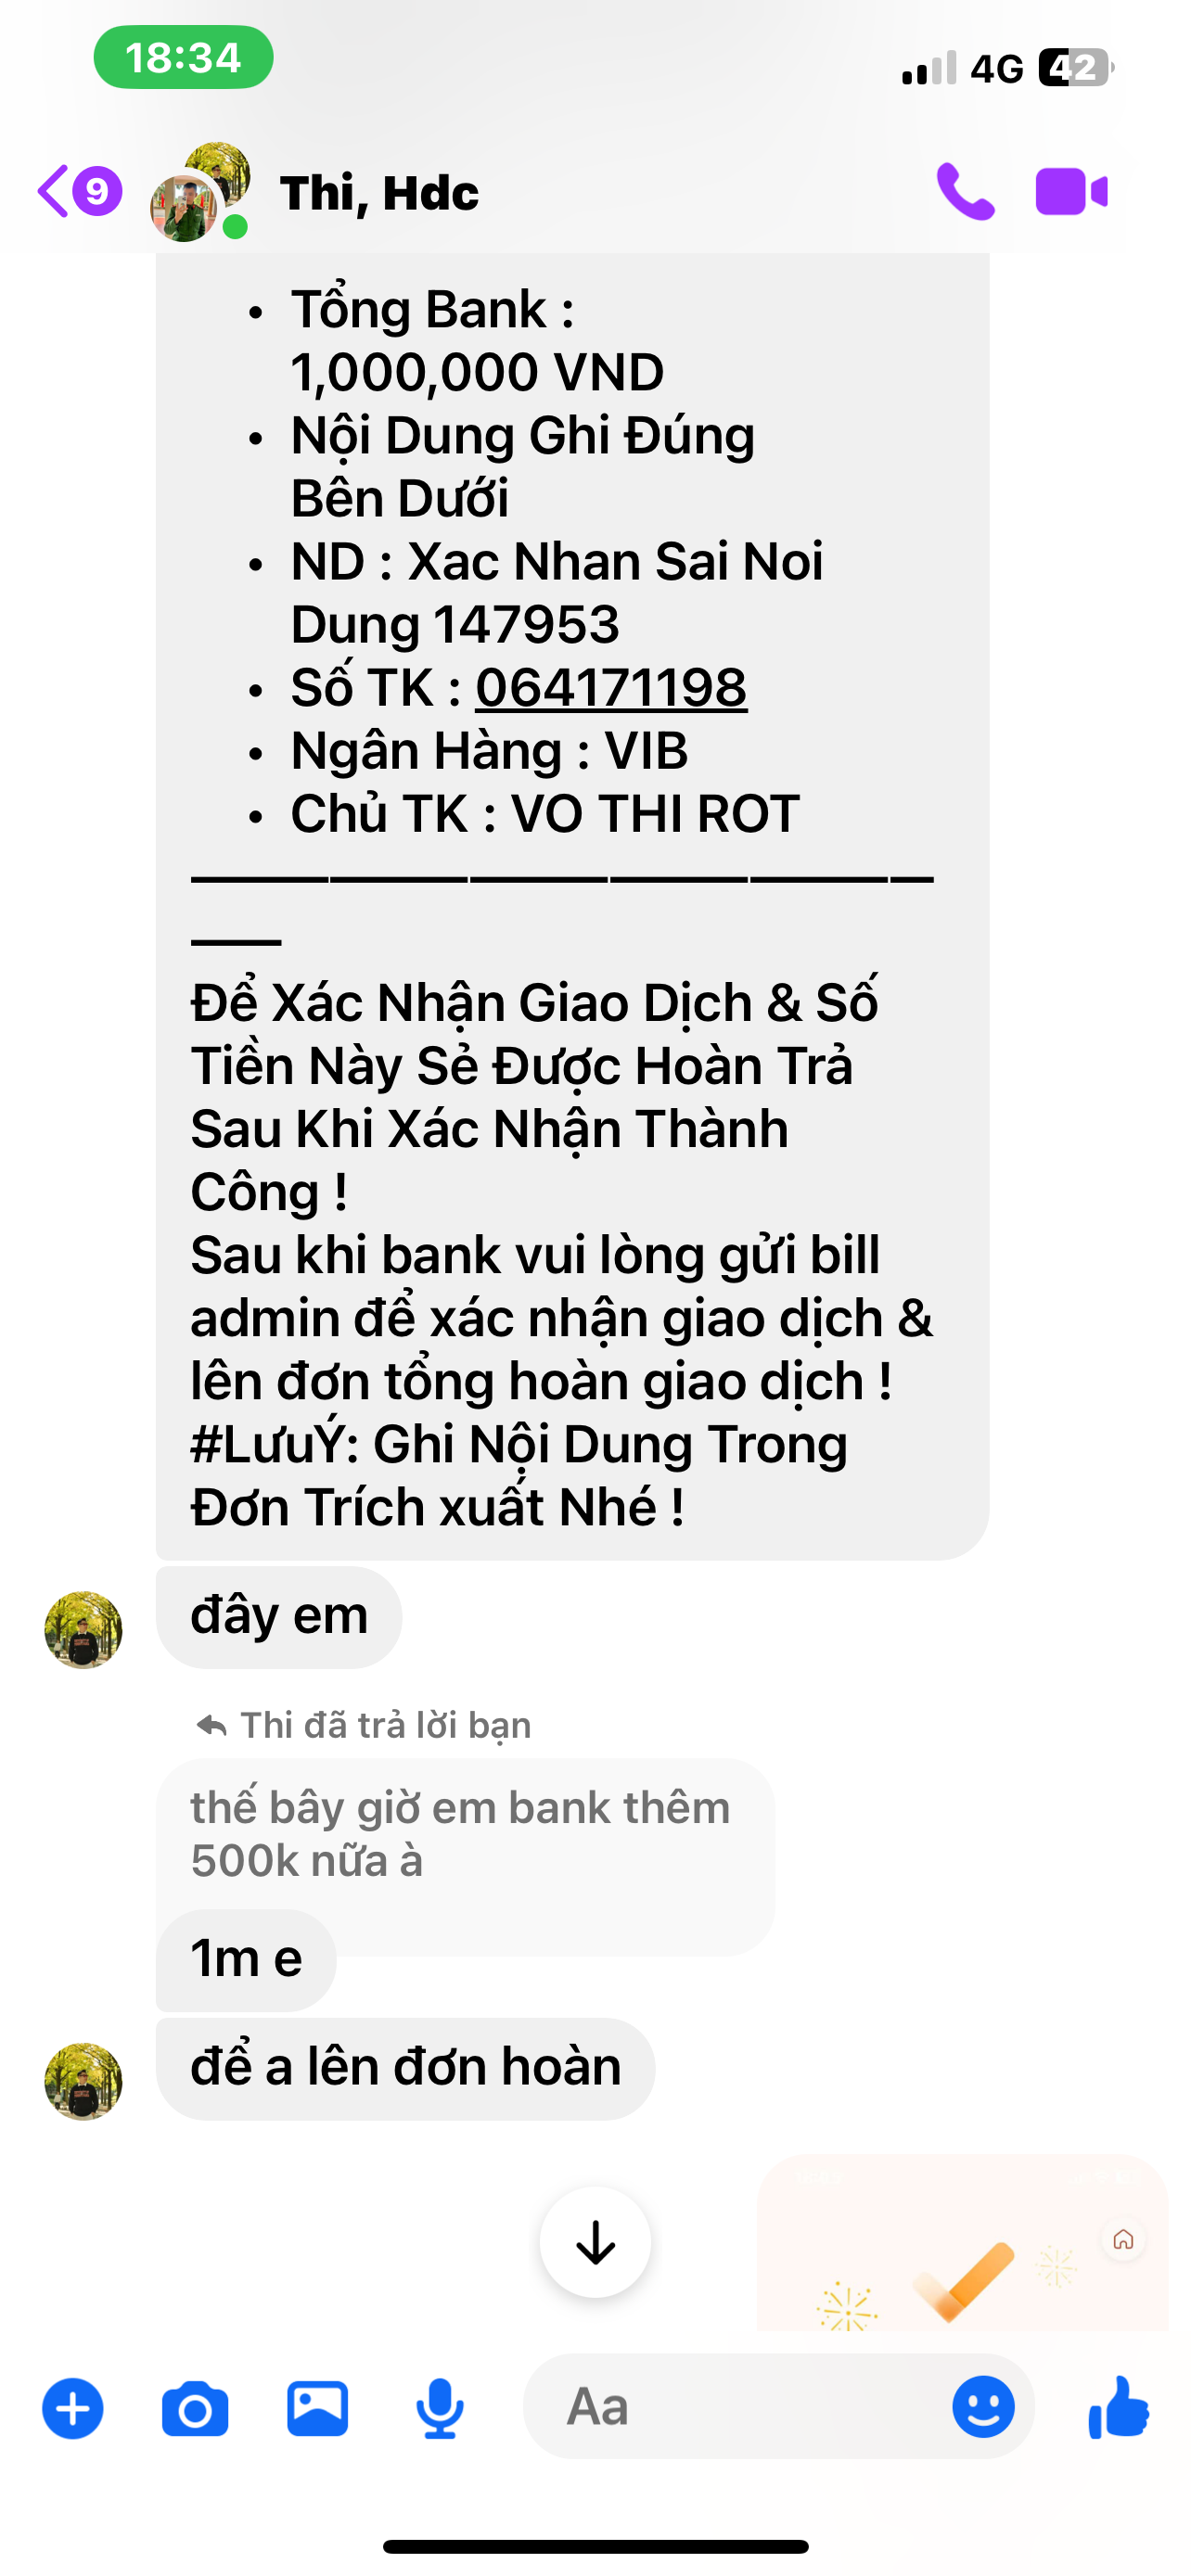 18:34
4G 42
9
Thi, Hdc
• Tổng Bank :
1,000,000 VND
• Nội Dung Ghi Đúng
Bên Dưới
• ND : Xac Nhan Sai Noi
Dung 147953
• Số TK : 064171198
• Ngân Hàng : VIB
• Chủ TK : VO THI ROT
Để Xác Nhận Giao Dịch & Số
Tiền Này Sẻ Được Hoàn Trả
Sau Khi Xác Nhận Thành
Công !
Sau khi bank vui lòng gửi bill
admin để xác nhận giao dịch &
lên đơn tổng hoàn giao dịch !
#LưuÝ: Ghi Nội Dung Trong
Đơn Trích xuất Nhé !
đây em
Thi đã trả lời bạn
thế bây giờ em bank thêm
500k nữa à
1m e
để a lên đơn hoàn
Aa